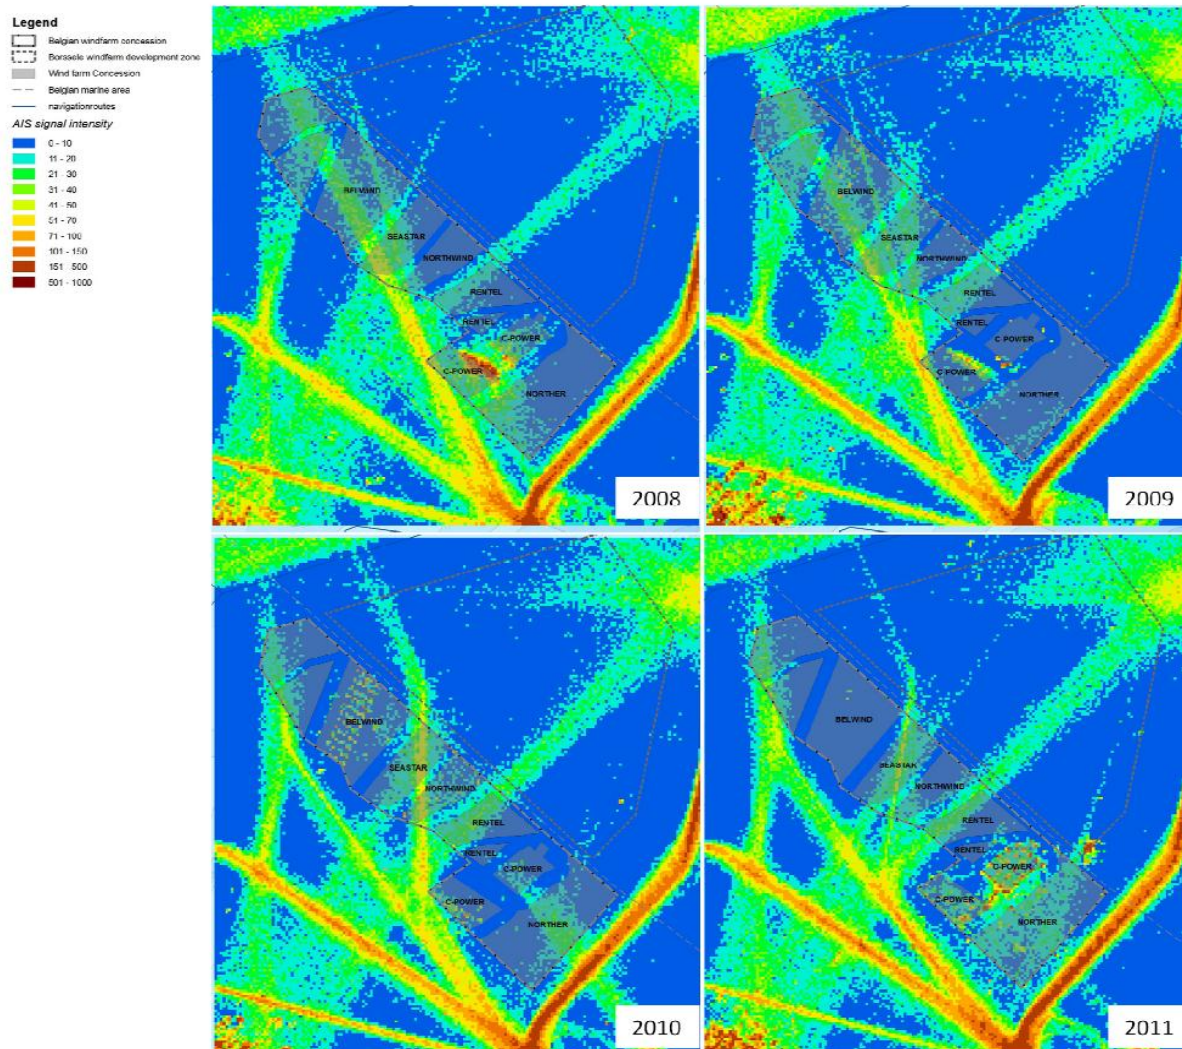 Legend
Belgian windfarm concession
Borssele windfarm development zone
Wind farm Concession
Belgian marine area
navigationroutes
AIS signal intensity
0 - 10
11 - 20
21 - 30
31 - 40
41 - 50
51 - 70
71 - 100
101 - 150
151 - 500
501 - 1000
BELWIND
SEASTAR
NORTHWIND
RENTEL
RENTEL
C-POWER
C-POWER
NORTHER
2008
BELWIND
SEASTAR
NORTHWIND
RENTEL
RENTEL
C-POWER
C-POWER
NORTHER
2009
BELWIND
SEASTAR
NORTHWIND
RENTEL
RENTEL
C-POWER
C-POWER
NORTHER
2010
BELWIND
SEASTAR
NORTHWIND
RENTEL
RENTEL
C-POWER
C-POWER
NORTHER
2011